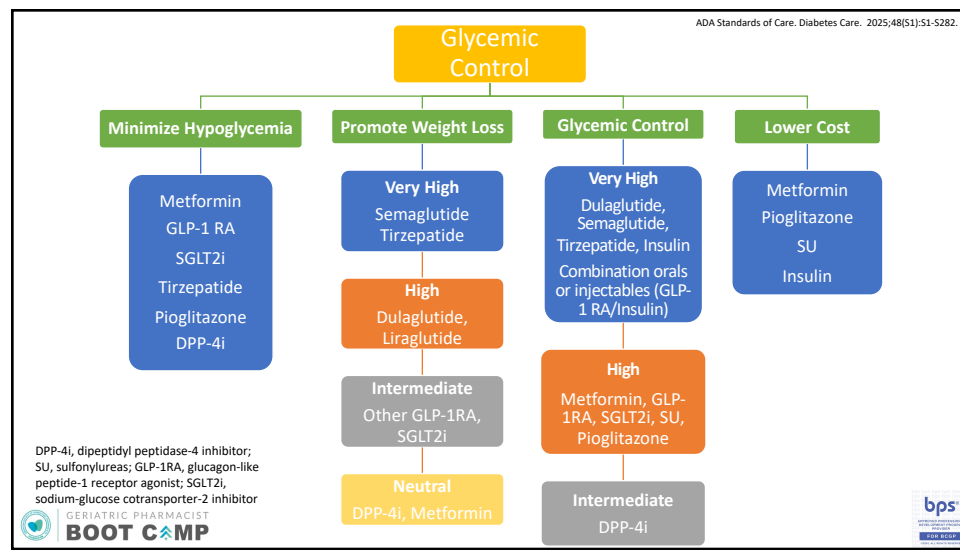 ADA Standards of Care. Diabetes Care. 2025;48(S1):S1-S282.
Glycemic
Control
Minimize Hypoglycemia
Metformin
GLP-1 RA
SGLT2i
Tirzepatide
Pioglitazone
DPP-4i
Promote Weight Loss
Very High
Semaglutide
Tirzepatide
High
Dulaglutide,
Liraglutide
Intermediate
Other GLP-1RA,
SGLT2i
Neutral
DPP-4i, Metformin
Glycemic Control
Very High
Dulaglutide,
Semaglutide,
Tirzepatide, Insulin
Combination orals
or injectables (GLP-
1 RA/Insulin)
High
Metformin, GLP-
1RA, SGLT2i, SU,
Pioglitazone
Intermediate
DPP-4i
Lower Cost
Metformin
Pioglitazone
SU
Insulin
DPP-4i, dipeptidyl peptidase-4 inhibitor;
SU, sulfonylureas; GLP-1RA, glucagon-like
peptide-1 receptor agonist; SGLT2i,
sodium-glucose cotransporter-2 inhibitor
GERIATRIC PHARMACIST
BOOT CAMP
bps
FOR BCGP